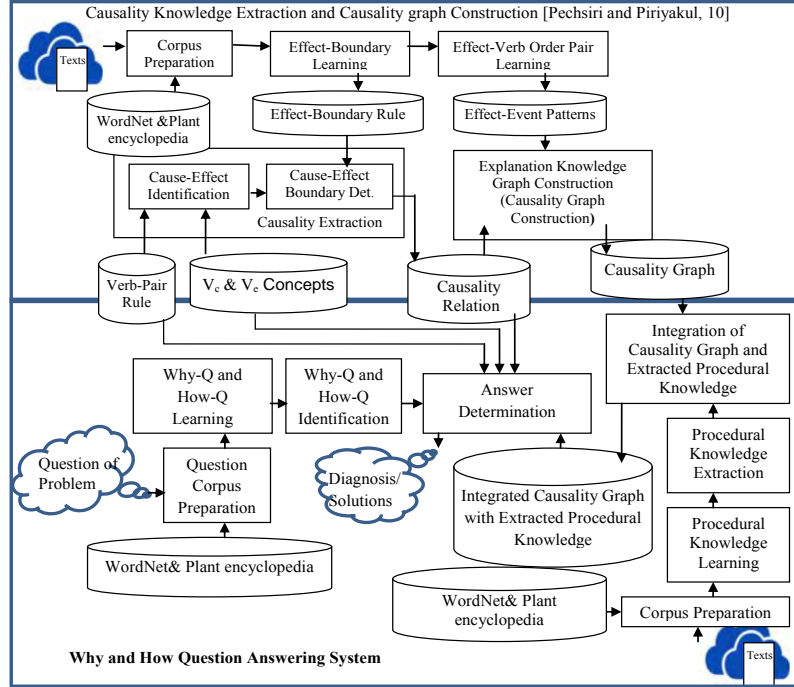 Causality Knowledge Extraction and Causality graph Construction [Pechsiri and Piriyakul, 10]
Texts
Corpus
Preparation
Effect-Boundary
Learning
Effect-Verb Order Pair
Learning
WordNet &Plant
encyclopedia
Effect-Boundary Rule
Effect-Event Patterns
Cause-Effect
Identification
Cause-Effect
Boundary Det.
Causality Extraction
Explanation Knowledge
Graph Construction
(Causality Graph
Construction)
Verb-Pair
Rule
Vc & Ve Concepts
Causality
Relation
Causality Graph
Integration of
Causality Graph and
Extracted Procedural
Knowledge
Why-Q and
How-Q
Learning
Why-Q and
How-Q
Identification
Answer
Determination
Question of
Problem
Question
Corpus
Preparation
Diagnosis/
Solutions
Integrated Causality Graph
with Extracted Procedural
Knowledge
Procedural
Knowledge
Extraction
Procedural
Knowledge
Learning
WordNet& Plant encyclopedia
WordNet& Plant
encyclopedia
Corpus Preparation
Why and How Question Answering System
Texts